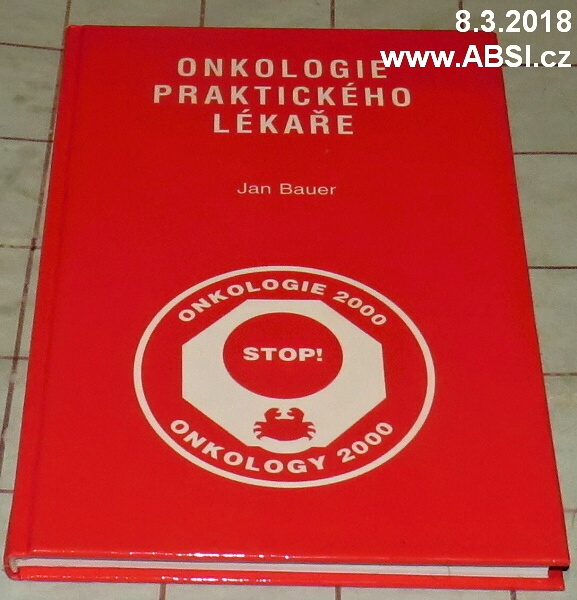 8.3.2018
www.ABSI.cz
ONKOLOGIE
PRAKTICKÉHO
LÉKAŘE
Jan Bauer
ONKOLOGIE 2000
STOP!
ONKOLOGY 2000